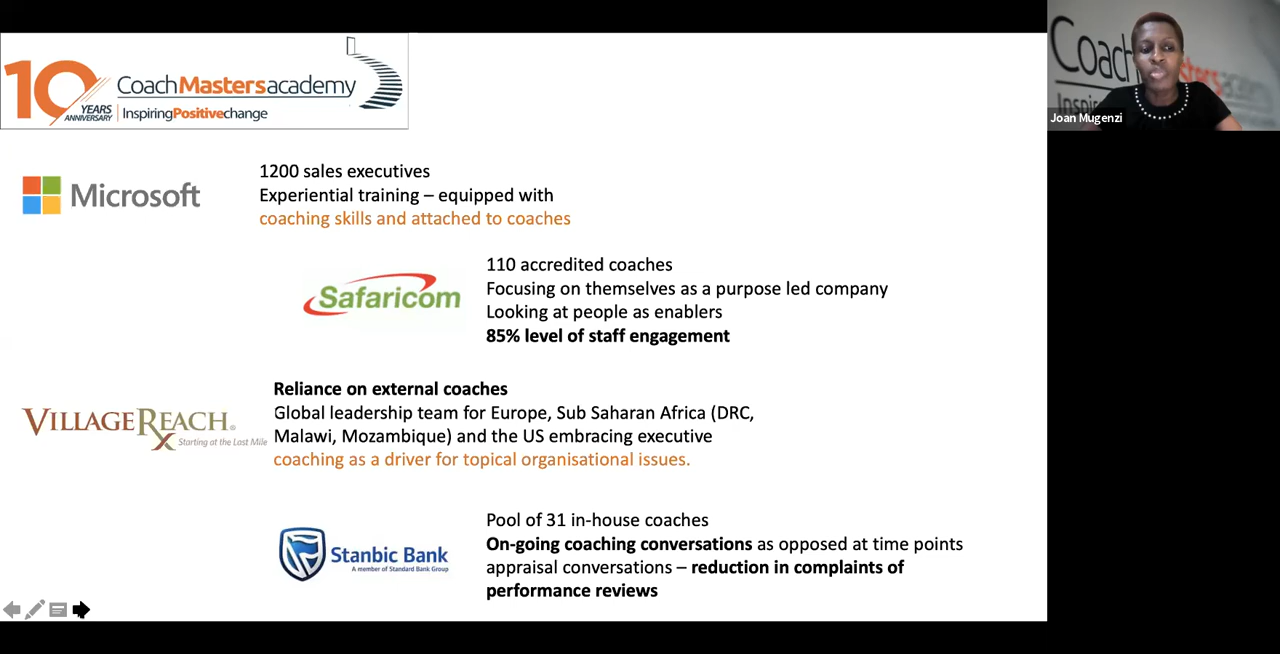 10 YEARS ANNIVERSARY
CoachMastersacademy
InspiringPositivechange
Microsoft
1200 sales executives
Experiential training – equipped with
coaching skills and attached to coaches
Safaricom
110 accredited coaches
Focusing on themselves as a purpose led company
Looking at people as enablers
85% level of staff engagement
VILLAGEREACH®
Starting at the Last Mile
Reliance on external coaches
Global leadership team for Europe, Sub Saharan Africa (DRC,
Malawi, Mozambique) and the US embracing executive
coaching as a driver for topical organisational issues.
Stanbic Bank
A member of Standard Bank Group
Pool of 31 in-house coaches
On-going coaching conversations as opposed at time points
appraisal conversations – reduction in complaints of
performance reviews
Coach
Joan Mugenzi